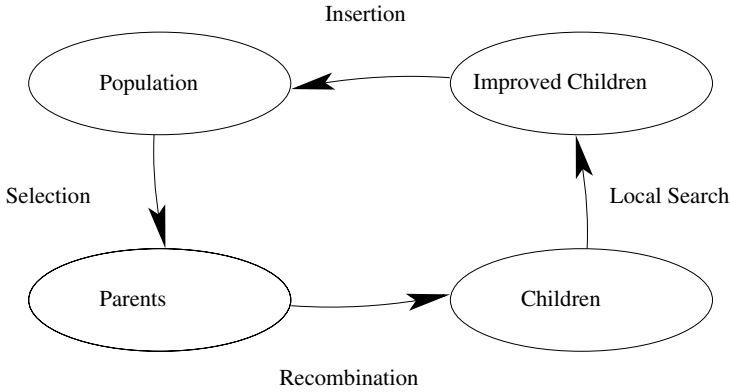 Insertion
Population
Improved Children
Selection
Local Search
Parents
Children
Recombination